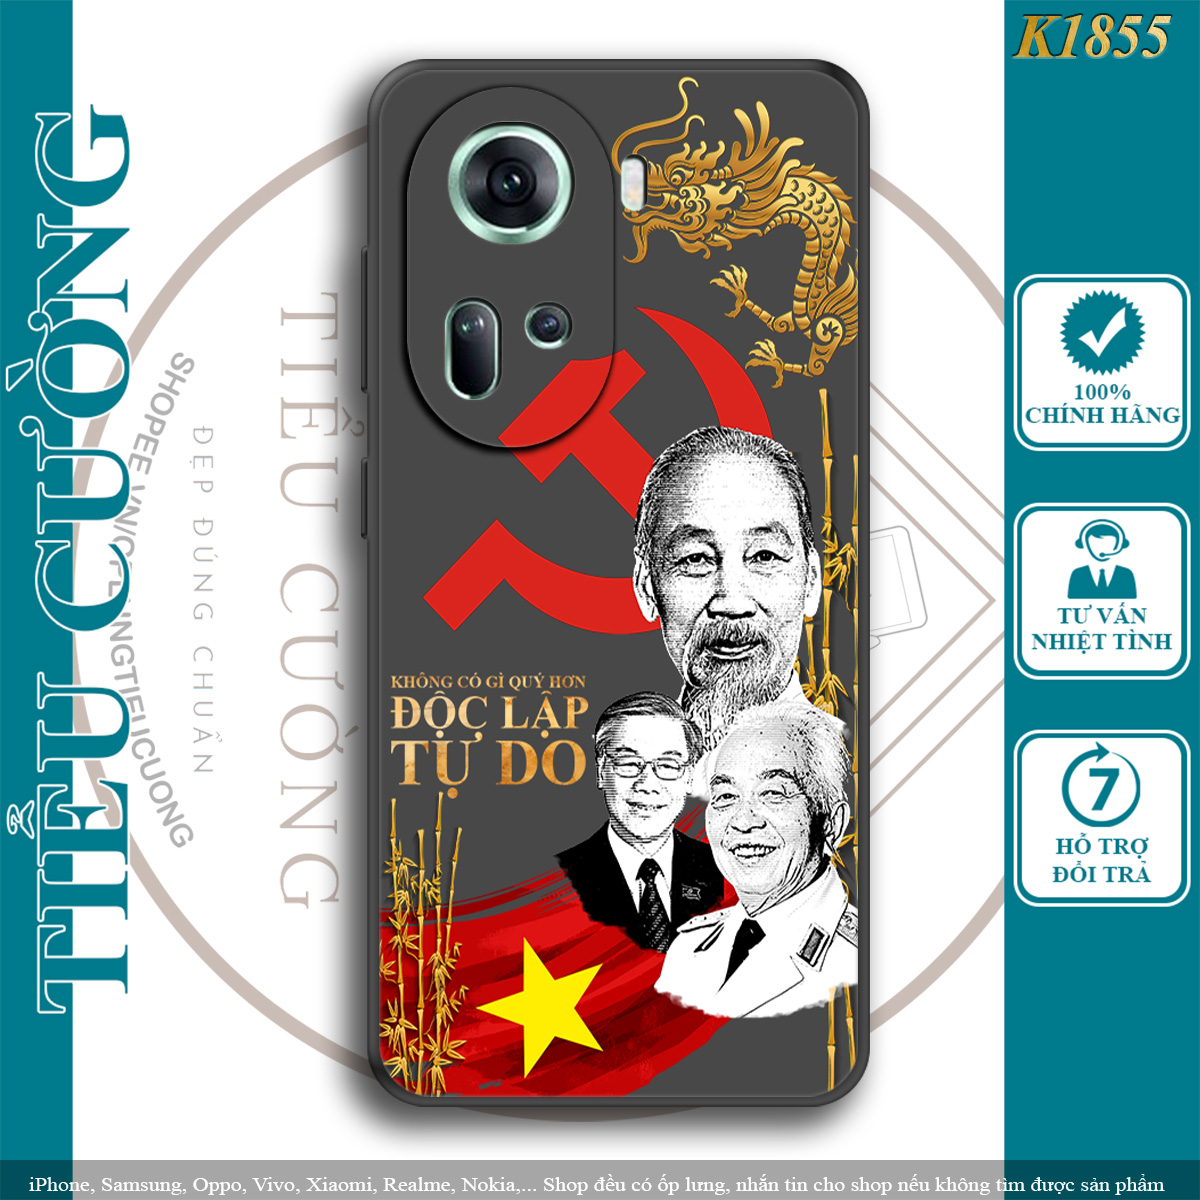 K1855
TIỂU CƯỜNG
SHOPEE.VN/
NGTIEUCUONG
ĐẸP ĐÚNG CHUẨN
TIỂU CƯỜNG
KHÔNG CÓ GÌ QUÝ HƠN
ĐỘC LẬP
TỰ DO
100%
CHÍNH HÃNG
TƯ VẤN
NHIỆT TÌNH
7
HỖ TRỢ
ĐỔI TRẢ
iPhone, Samsung, Oppo, Vivo, Xiaomi, Realme, Nokia,... Shop đều có ốp lưng, nhắn tin cho shop nếu không tìm được sản phẩm